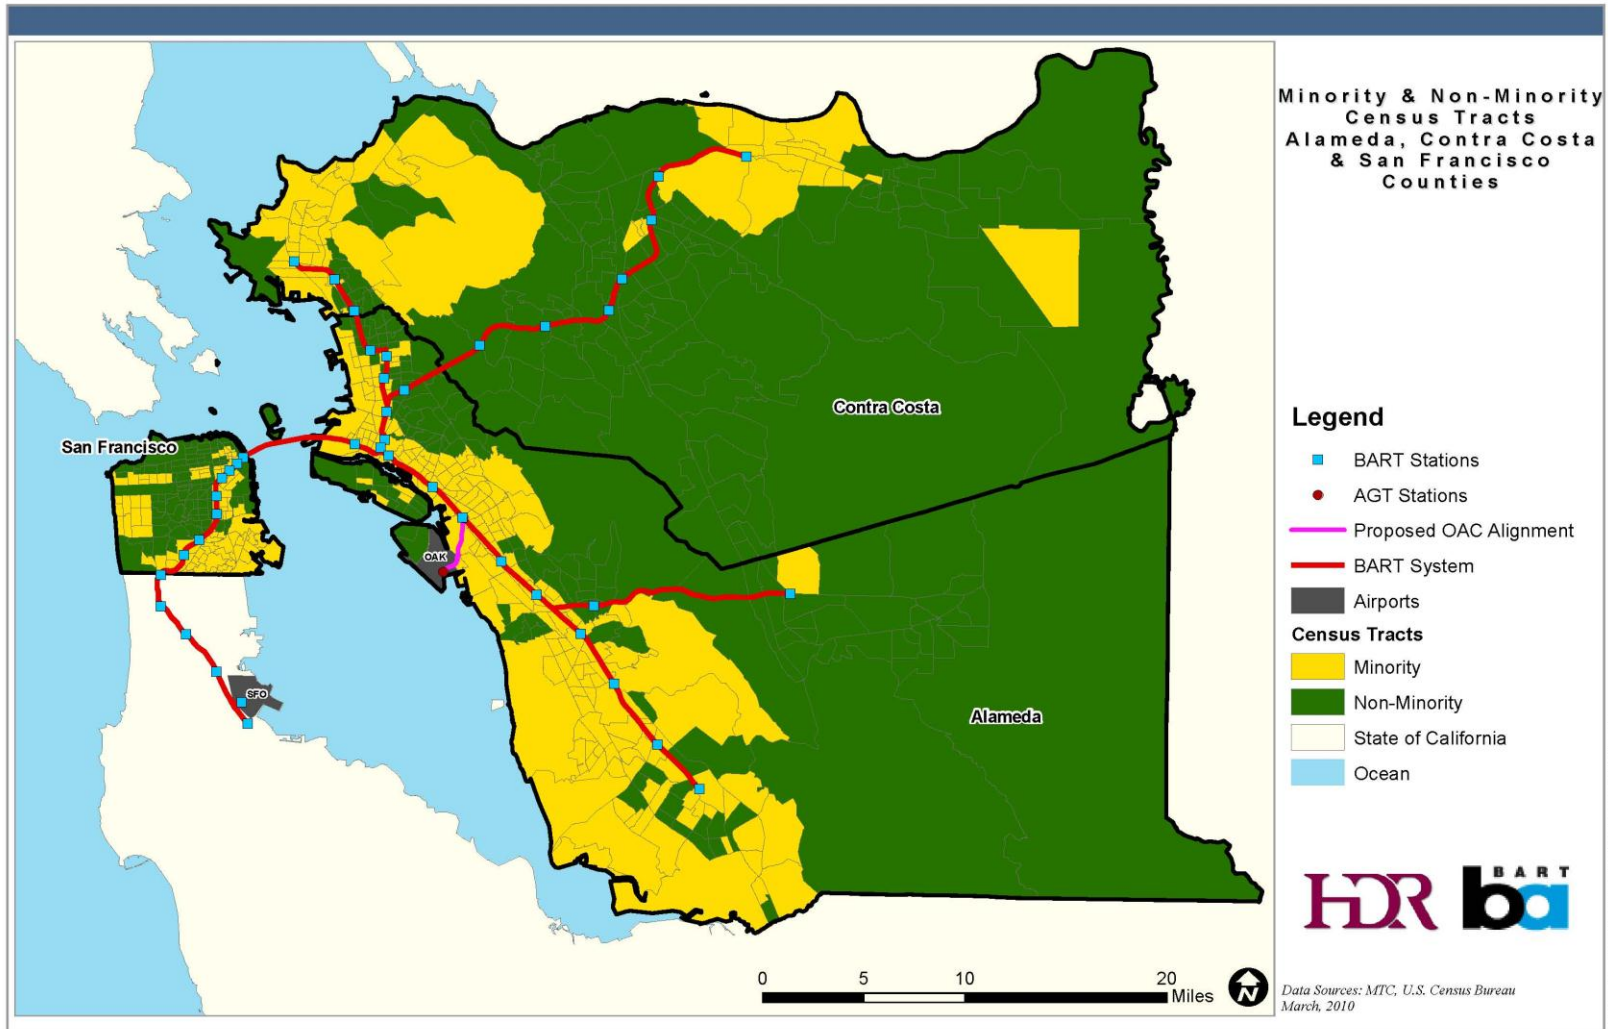 Minority & Non-Minority
Census Tracts
Alameda, Contra Costa
& San Francisco
Counties
Contra Costa
San Francisco
OAK
SFO
Alameda
Legend
BART Stations
AGT Stations
Proposed OAC Alignment
BART System
Airports
Census Tracts
Minority
Non-Minority
State of California
Ocean
HDR
BART
ba
0 5 10 20
Miles
N
Data Sources: MTC, U.S. Census Bureau
March, 2010